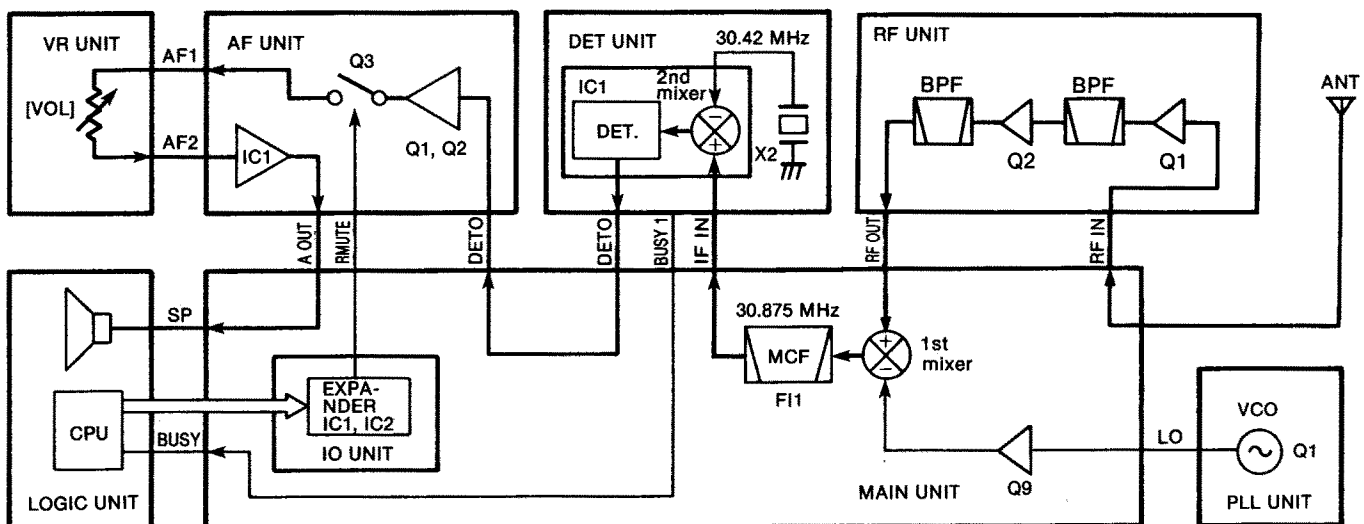 VR UNIT
AF1
[VOL]
AF2
AF UNIT
Q3
Q1, Q2
IC1
DET UNIT
30.42 MHz
2nd
mixer
IC1
DET.
X2
−
+
RF UNIT
BPF
BPF
Q2
Q1
ANT
A OUT
RMUTE
DETO
DETO
BUSY 1
IF IN
RF OUT
RF IN
SP
CPU
BUSY
LOGIC UNIT
EXPA-
NDER
IC1, IC2
IO UNIT
30.875 MHz
MCF
FI1
+
−
1st
mixer
Q9
MAIN UNIT
LO
VCO
Q1
PLL UNIT